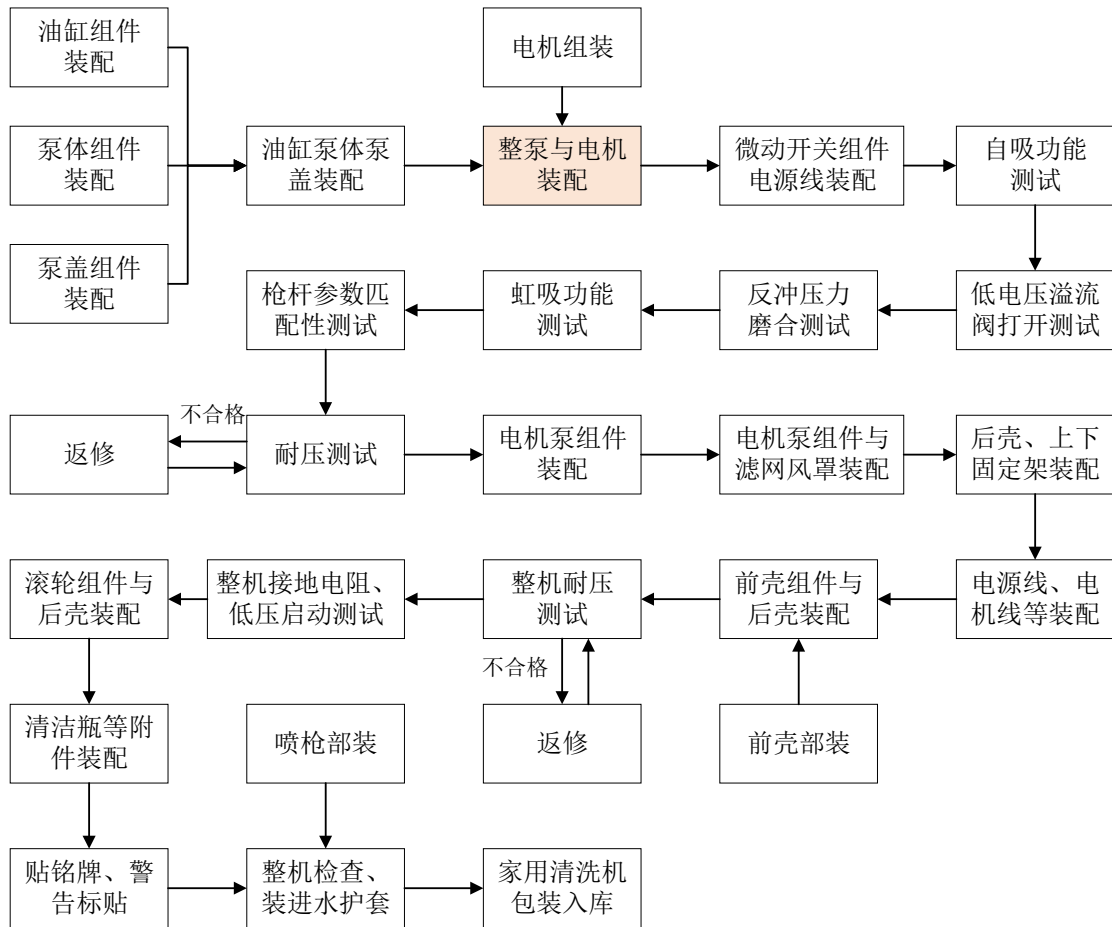 油缸组件
装配
电机组装
泵体组件
装配
油缸泵体泵
盖装配
整泵与电机
装配
微动开关组件
电源线装配
自吸功能
测试
泵盖组件
装配
枪杆参数匹
配性测试
虹吸功能
测试
反冲压力
磨合测试
低电压溢流
阀打开测试
不合格
返修
耐压测试
电机泵组件
装配
电机泵组件与
滤网风罩装配
后壳、上下
固定架装配
滚轮组件与
后壳装配
整机接地电阻、
低压启动测试
整机耐压
测试
前壳组件与
后壳装配
电源线、电
机线等装配
不合格
清洁瓶等附
件装配
喷枪部装
返修
前壳部装
贴铭牌、警
告标贴
整机检查、
装进水护套
家用清洗机
包装入库